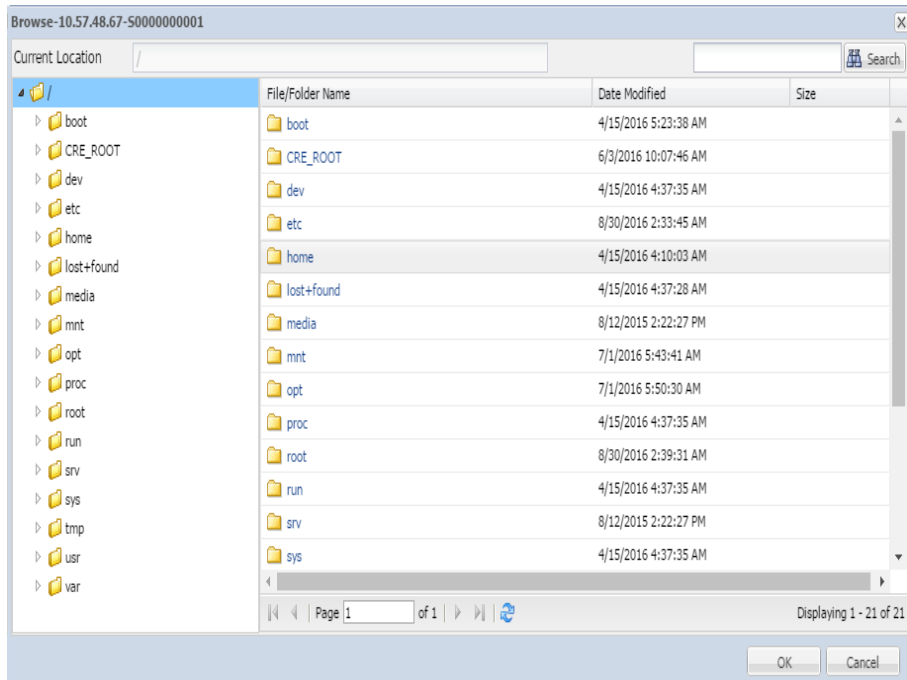 Browse-10.57.48.67-S0000000001
X
Current Location / Search
/
boot
CRE_ROOT
dev
etc
home
lost+found
media
mnt
opt
proc
root
run
srv
sys
tmp
usr
var
File/Folder Name Date Modified Size
boot 4/15/2016 5:23:38 AM
CRE_ROOT 6/3/2016 10:07:46 AM
dev 4/15/2016 4:37:35 AM
etc 8/30/2016 2:33:45 AM
home 4/15/2016 4:10:03 AM
lost+found 4/15/2016 4:37:28 AM
media 8/12/2015 2:22:27 PM
mnt 7/1/2016 5:43:41 AM
opt 7/1/2016 5:50:30 AM
proc 4/15/2016 4:37:35 AM
root 8/30/2016 2:39:31 AM
run 4/15/2016 4:37:35 AM
srv 8/12/2015 2:22:27 PM
sys 4/15/2016 4:37:35 AM
Page 1 of 1 Displaying 1 - 21 of 21
OK Cancel